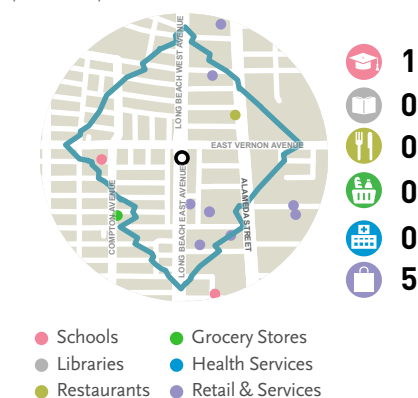 LONG BEACH WEST AVENUE
EAST VERNON AVENUE
COMPTON AVENUE
LONG BEACH EAST AVENUE
ALAMEDA STREET
1
0
0
0
0
5
Schools
Libraries
Restaurants
Grocery Stores
Health Services
Retail & Services